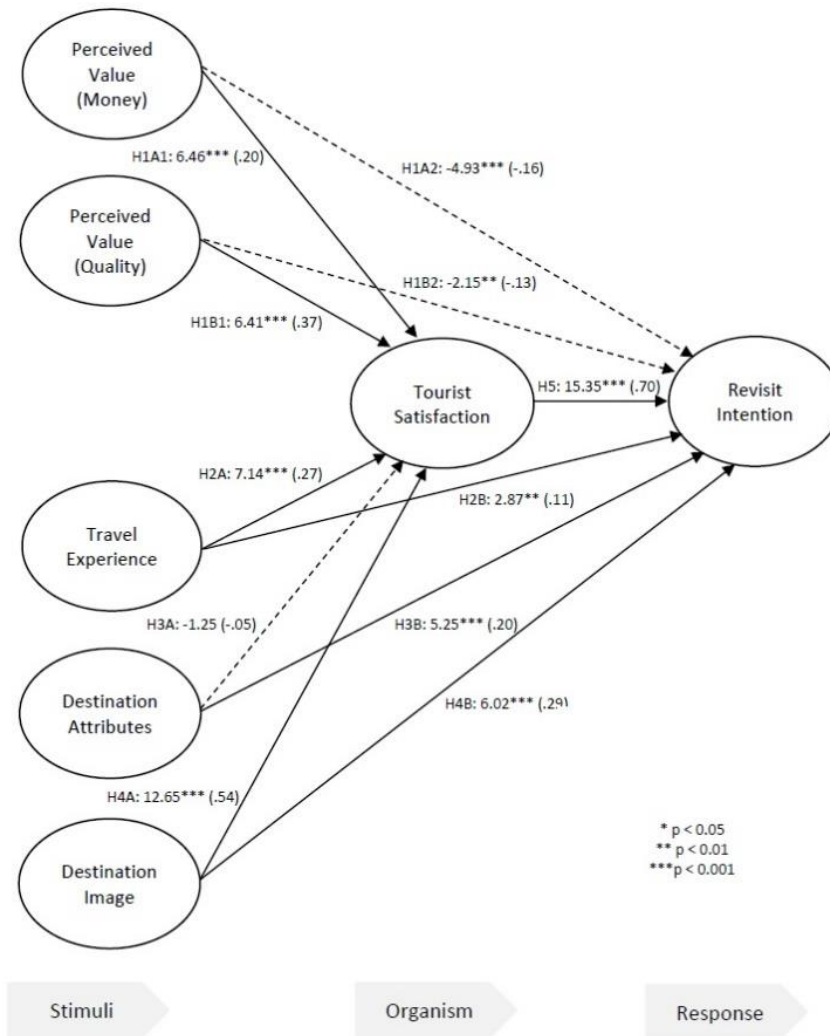 Perceived
Value
(Money)
H1A1: 6.46*** (.20)
H1A2: -4.93*** (-.16)
Perceived
Value
(Quality)
H1B2: -2.15** (-.13)
H1B1: 6.41*** (.37)
Tourist
Satisfaction
H5: 15.35*** (.70)
Revisit
Intention
H2A: 7.14*** (.27)
H2B: 2.87** (.11)
Travel
Experience
H3A: -1.25 (-.05)
H3B: 5.25*** (.20)
Destination
Attributes
H4B: 6.02*** (.29)
H4A: 12.65*** (.54)
* p < 0.05
** p < 0.01
***p < 0.001
Destination
Image
Stimuli
Organism
Response